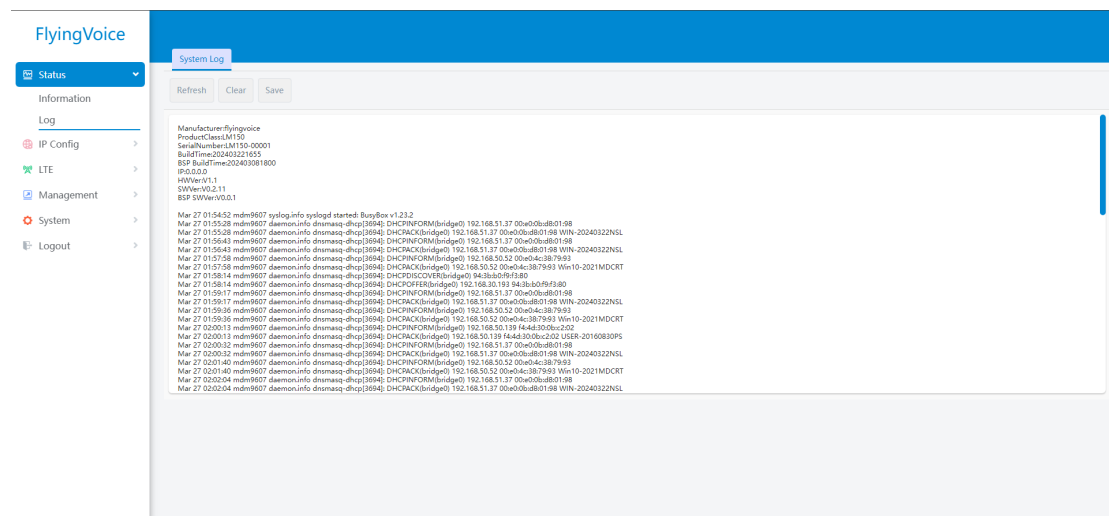 FlyingVoice
Status
Information
Log
IP Config
LTE
Management
System
Logout
System Log
Refresh Clear Save
Manufacturer:flyingvoice
ProductClass:LM150
SerialNumber:LM150-00001
BuildTime:202403221655
BSP BuildTime:202403081800
IP:0.0.0.0
HWVer:V1.1
SWVer:V0.2.11
BSP SWVer:V0.0.1
Mar 27 01:54:52 mdm9607 syslog.info syslogd started: BusyBox v1.23.2
Mar 27 01:55:28 mdm9607 daemon.info dnsmasq-dhcp[3694]: DHCPINFORM(bridge0) 192.168.51.37 00:e0:0b:d8:01:98
Mar 27 01:55:28 mdm9607 daemon.info dnsmasq-dhcp[3694]: DHCPACK(bridge0) 192.168.51.37 00:e0:0b:d8:01:98 WIN-20240322NSL
Mar 27 01:56:43 mdm9607 daemon.info dnsmasq-dhcp[3694]: DHCPINFORM(bridge0) 192.168.51.37 00:e0:0b:d8:01:98
Mar 27 01:56:43 mdm9607 daemon.info dnsmasq-dhcp[3694]: DHCPACK(bridge0) 192.168.51.37 00:e0:0b:d8:01:98 WIN-20240322NSL
Mar 27 01:57:58 mdm9607 daemon.info dnsmasq-dhcp[3694]: DHCPINFORM(bridge0) 192.168.50.52 00:e0:4c:38:79:93
Mar 27 01:57:58 mdm9607 daemon.info dnsmasq-dhcp[3694]: DHCPACK(bridge0) 192.168.50.52 00:e0:4c:38:79:93 Win10-2021MDCRT
Mar 27 01:58:14 mdm9607 daemon.info dnsmasq-dhcp[3694]: DHCPDISCOVER(bridge0) 94:3b:b0:f9:f3:80
Mar 27 01:58:14 mdm9607 daemon.info dnsmasq-dhcp[3694]: DHCPOFFER(bridge0) 192.168.30.193 94:3b:b0:f9:f3:80
Mar 27 01:59:17 mdm9607 daemon.info dnsmasq-dhcp[3694]: DHCPINFORM(bridge0) 192.168.51.37 00:e0:0b:d8:01:98
Mar 27 01:59:17 mdm9607 daemon.info dnsmasq-dhcp[3694]: DHCPACK(bridge0) 192.168.51.37 00:e0:0b:d8:01:98 WIN-20240322NSL
Mar 27 01:59:36 mdm9607 daemon.info dnsmasq-dhcp[3694]: DHCPINFORM(bridge0) 192.168.50.52 00:e0:4c:38:79:93
Mar 27 01:59:36 mdm9607 daemon.info dnsmasq-dhcp[3694]: DHCPACK(bridge0) 192.168.50.52 00:e0:4c:38:79:93 Win10-2021MDCRT
Mar 27 02:00:13 mdm9607 daemon.info dnsmasq-dhcp[3694]: DHCPINFORM(bridge0) 192.168.50.139 f4:4d:30:0b:c2:02
Mar 27 02:00:13 mdm9607 daemon.info dnsmasq-dhcp[3694]: DHCPACK(bridge0) 192.168.50.139 f4:4d:30:0b:c2:02 USER-20160830PS
Mar 27 02:00:32 mdm9607 daemon.info dnsmasq-dhcp[3694]: DHCPINFORM(bridge0) 192.168.51.37 00:e0:0b:d8:01:98
Mar 27 02:00:32 mdm9607 daemon.info dnsmasq-dhcp[3694]: DHCPACK(bridge0) 192.168.51.37 00:e0:0b:d8:01:98 WIN-20240322NSL
Mar 27 02:01:40 mdm9607 daemon.info dnsmasq-dhcp[3694]: DHCPINFORM(bridge0) 192.168.50.52 00:e0:4c:38:79:93
Mar 27 02:01:40 mdm9607 daemon.info dnsmasq-dhcp[3694]: DHCPACK(bridge0) 192.168.50.52 00:e0:4c:38:79:93 Win10-2021MDCRT
Mar 27 02:02:04 mdm9607 daemon.info dnsmasq-dhcp[3694]: DHCPINFORM(bridge0) 192.168.51.37 00:e0:0b:d8:01:98
Mar 27 02:02:04 mdm9607 daemon.info dnsmasq-dhcp[3694]: DHCPACK(bridge0) 192.168.51.37 00:e0:0b:d8:01:98 WIN-20240322NSL